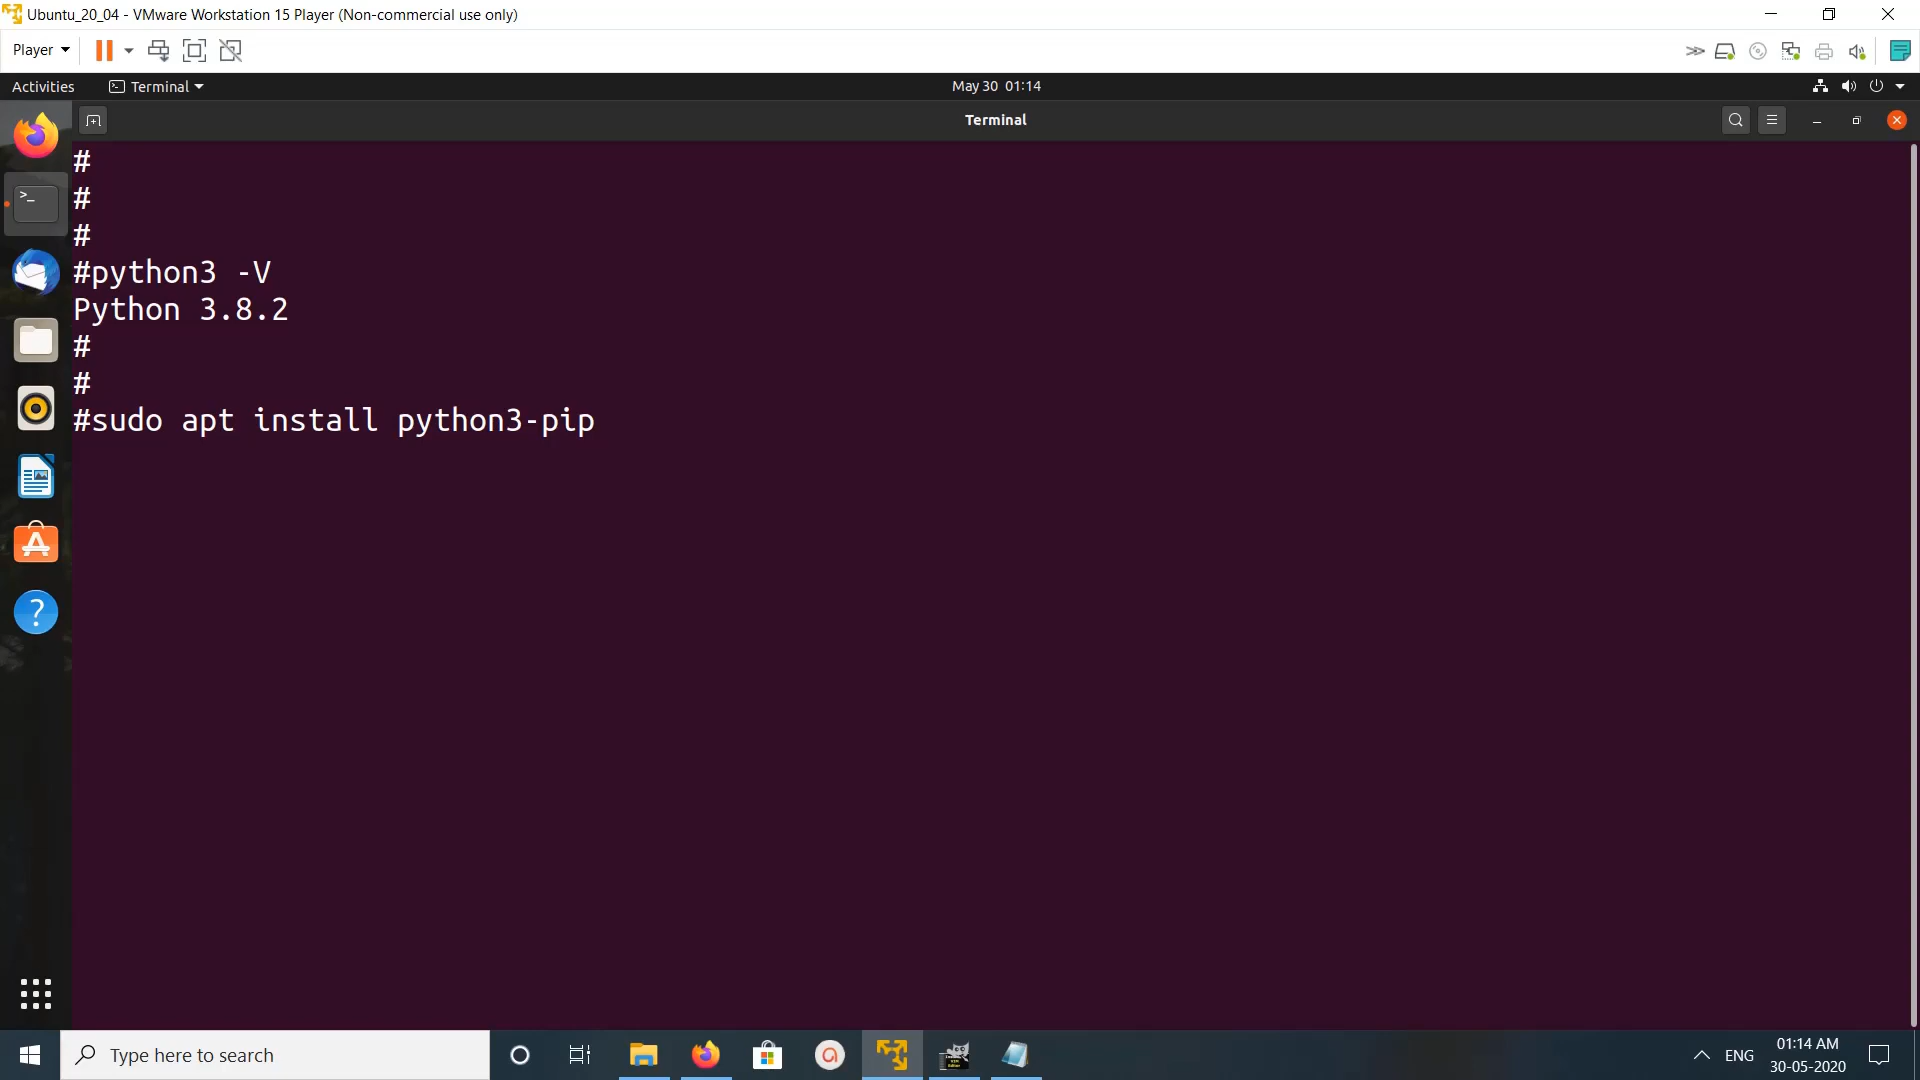 Ubuntu_20_04 - VMware Workstation 15 Player (Non-commercial use only)
Player
Activities
Terminal
May 30 01:14
Terminal
#
#
#
#python3 -V
Python 3.8.2
#
#
#sudo apt install python3-pip
Type here to search
ENG
01:14 AM
30-05-2020